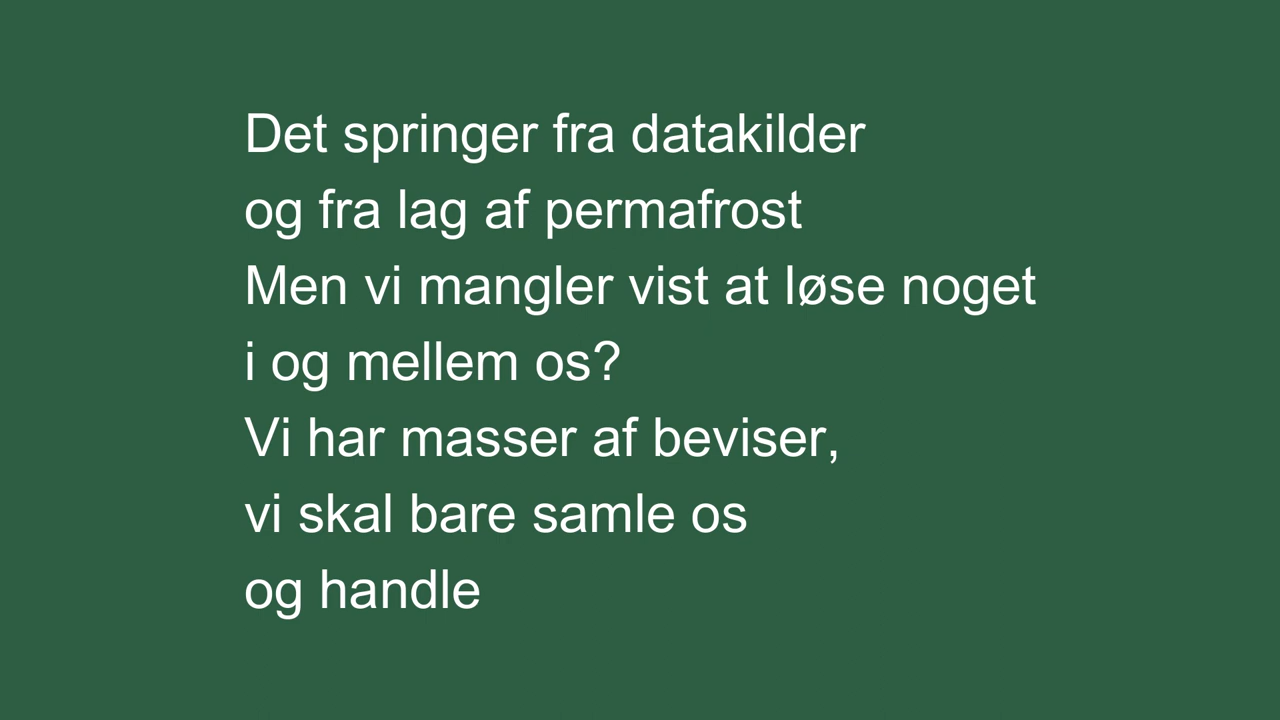 Det springer fra datakilder
og fra lag af permafrost
Men vi mangler vist at løse noget
i og mellem os?
Vi har masser af beviser,
vi skal bare samle os
og handle